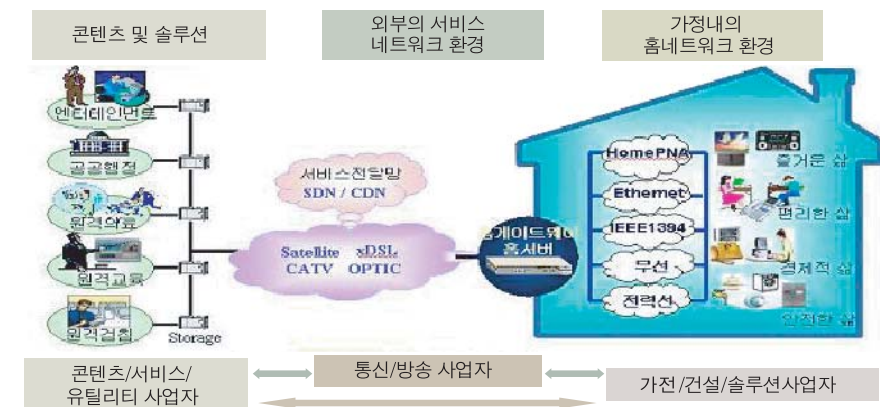 콘텐츠 및 솔루션
외부의 서비스
네트워크 환경
가정내의
홈네트워크 환경
엔터테인먼트
공공행정
원격의료
원격교육
원격검침
Storage
서비스전달망
SDN / CDN
Satellite xDSL
CATV OPTIC
홈게이트웨이
홈서버
HomePNA
Ethernet
IEEE1394
무선
전력선
즐거운 삶
편리한 삶
경제적 삶
안전한 삶
콘텐츠/서비스/
유틸리티 사업자
통신/방송 사업자
가전/건설/솔루션사업자